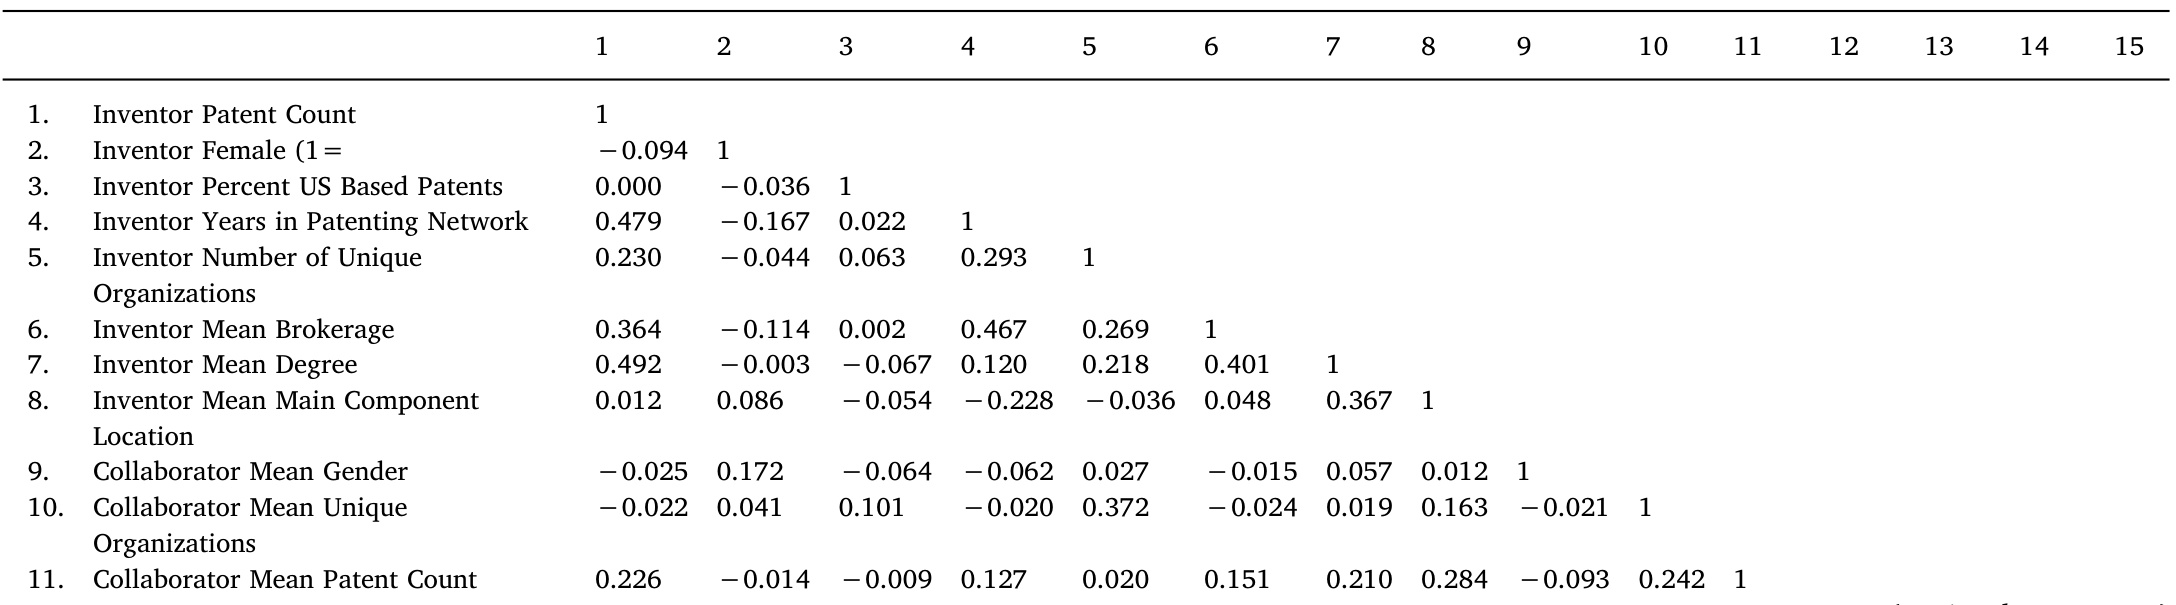 1 2 3 4 5 6 7 8 9 10 11 12 13 14 15
1. Inventor Patent Count 1
2. Inventor Female (1= −0.094 1
3. Inventor Percent US Based Patents 0.000 −0.036 1
4. Inventor Years in Patenting Network 0.479 −0.167 0.022 1
5. Inventor Number of Unique 0.230 −0.044 0.063 0.293 1
Organizations
6. Inventor Mean Brokerage 0.364 −0.114 0.002 0.467 0.269 1
7. Inventor Mean Degree 0.492 −0.003 −0.067 0.120 0.218 0.401 1
8. Inventor Mean Main Component 0.012 0.086 −0.054 −0.228 −0.036 0.048 0.367 1
Location
9. Collaborator Mean Gender −0.025 0.172 −0.064 −0.062 0.027 −0.015 0.057 0.012 1
10. Collaborator Mean Unique −0.022 0.041 0.101 −0.020 0.372 −0.024 0.019 0.163 −0.021 1
Organizations
11. Collaborator Mean Patent Count 0.226 −0.014 −0.009 0.127 0.020 0.151 0.210 0.284 −0.093 0.242 1